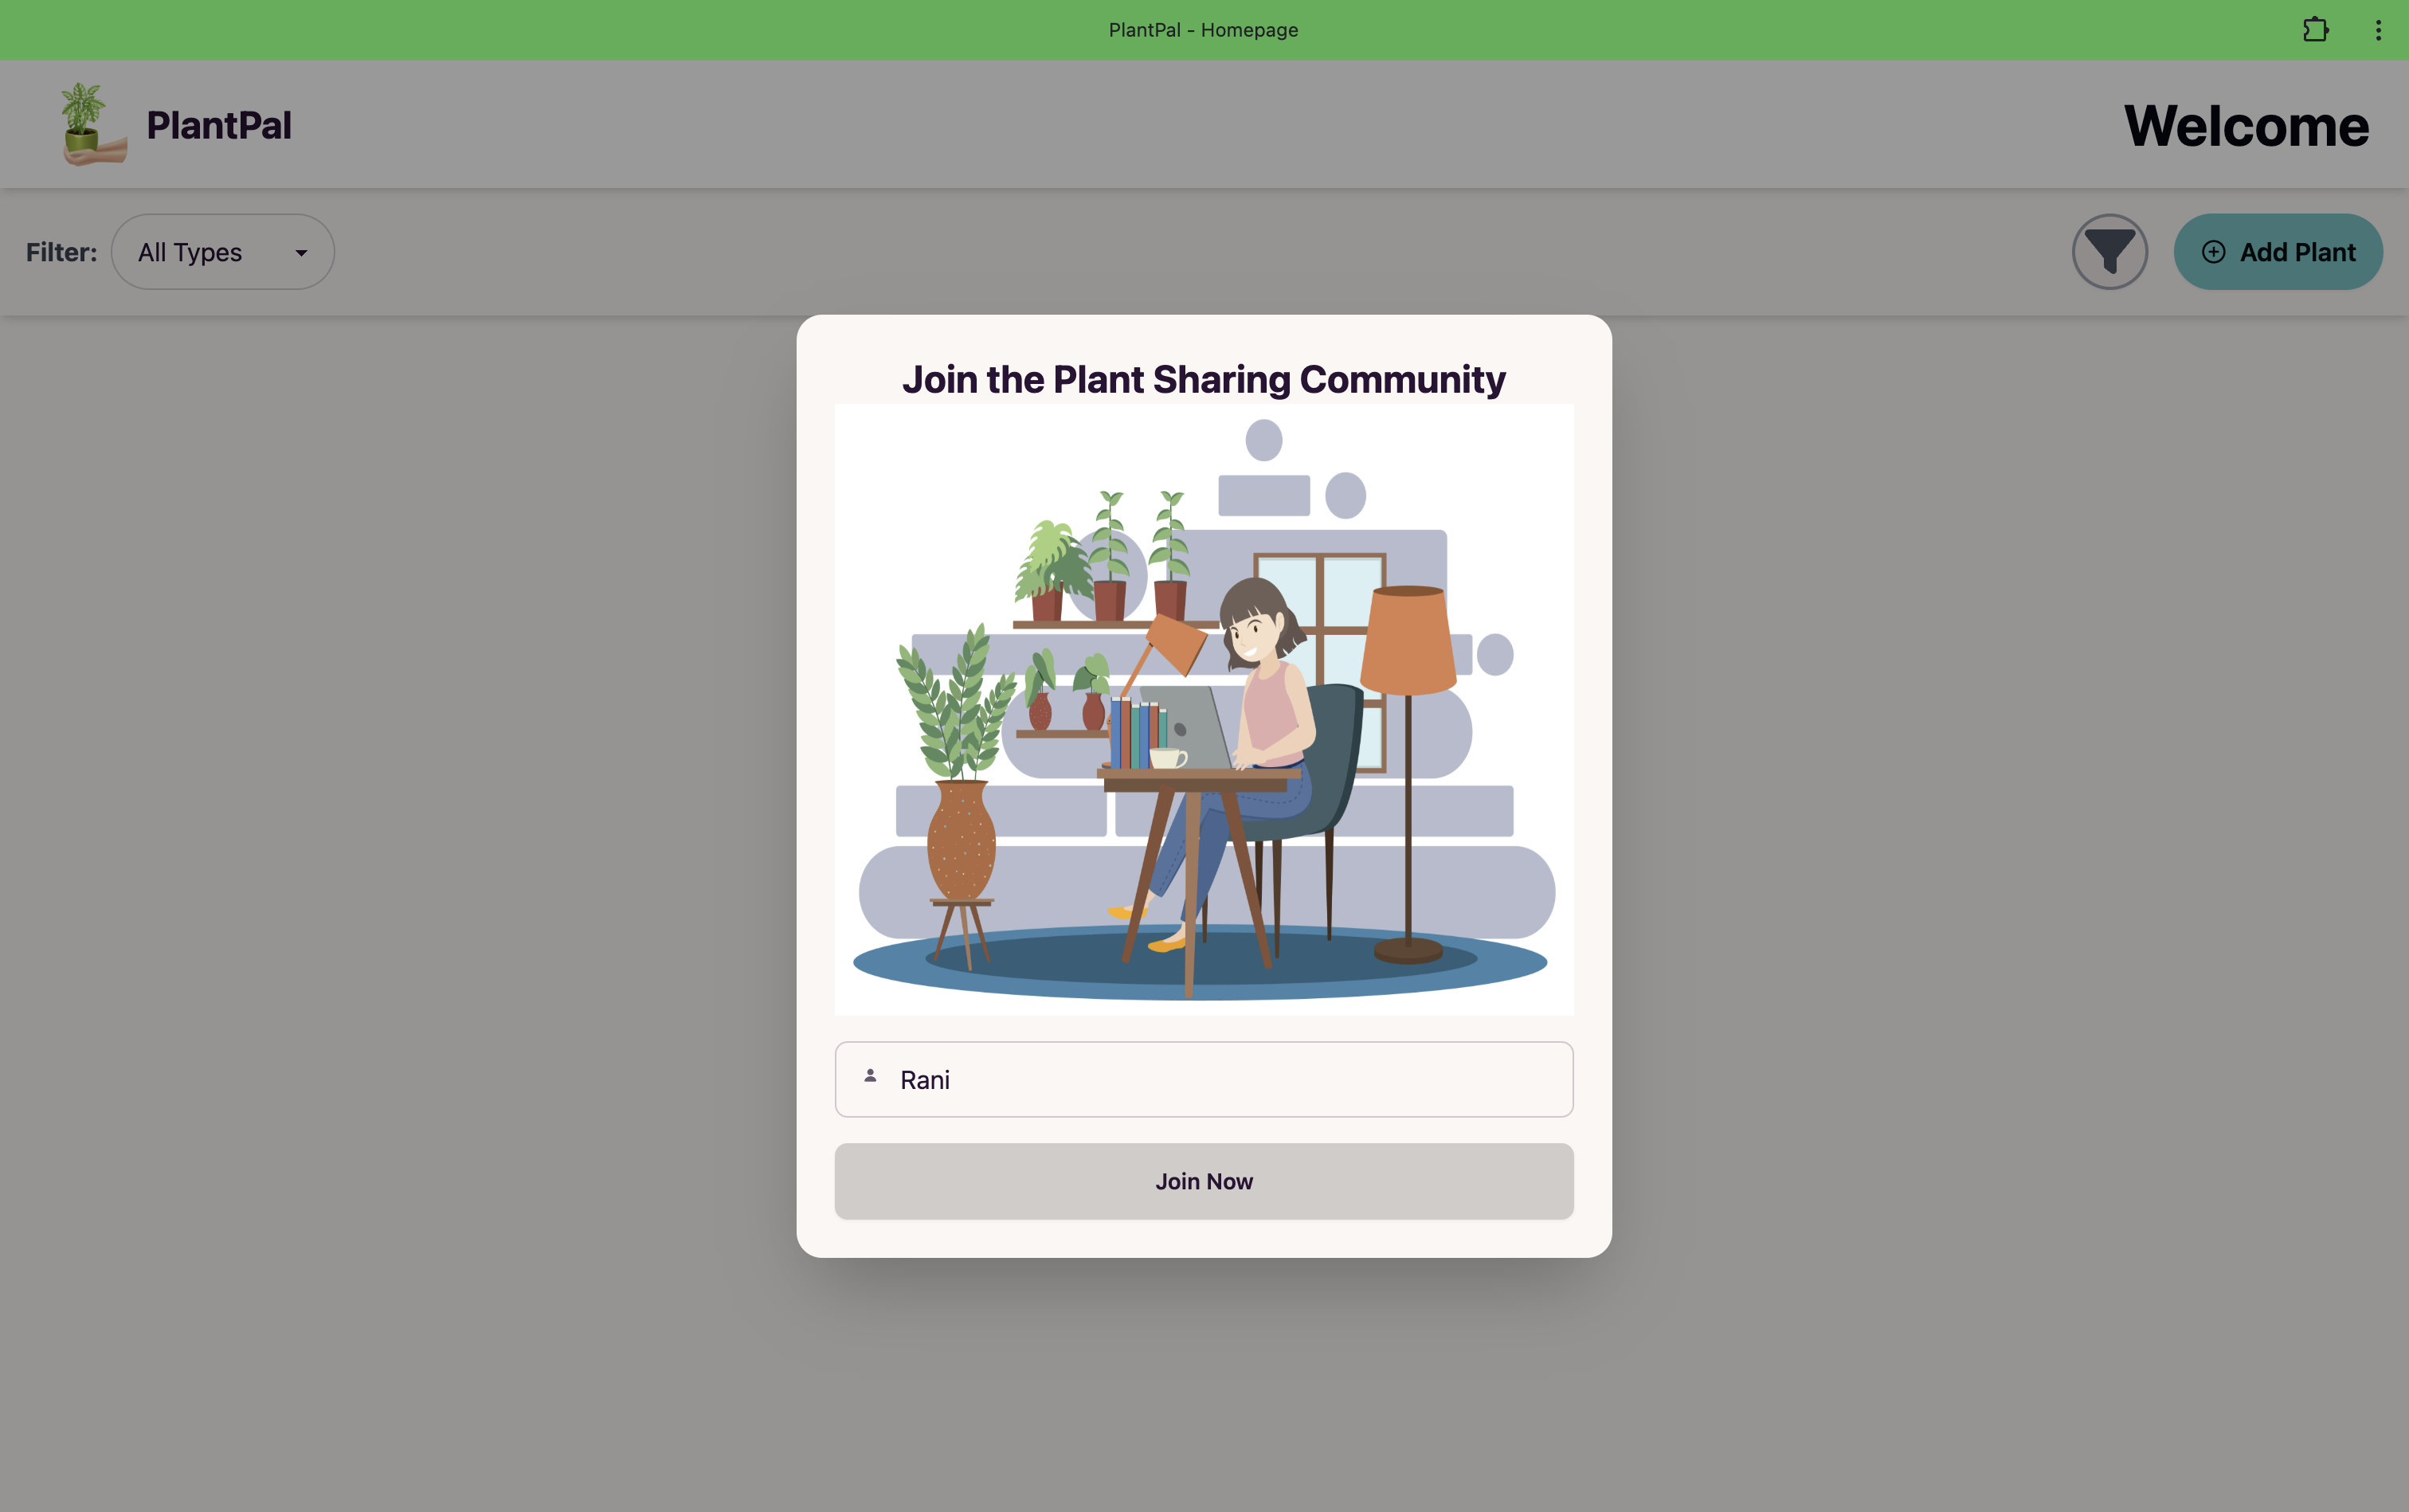 PlantPal - Homepage
PlantPal
Welcome
Filter:
All Types
Add Plant
Join the Plant Sharing Community
Rani
Join Now